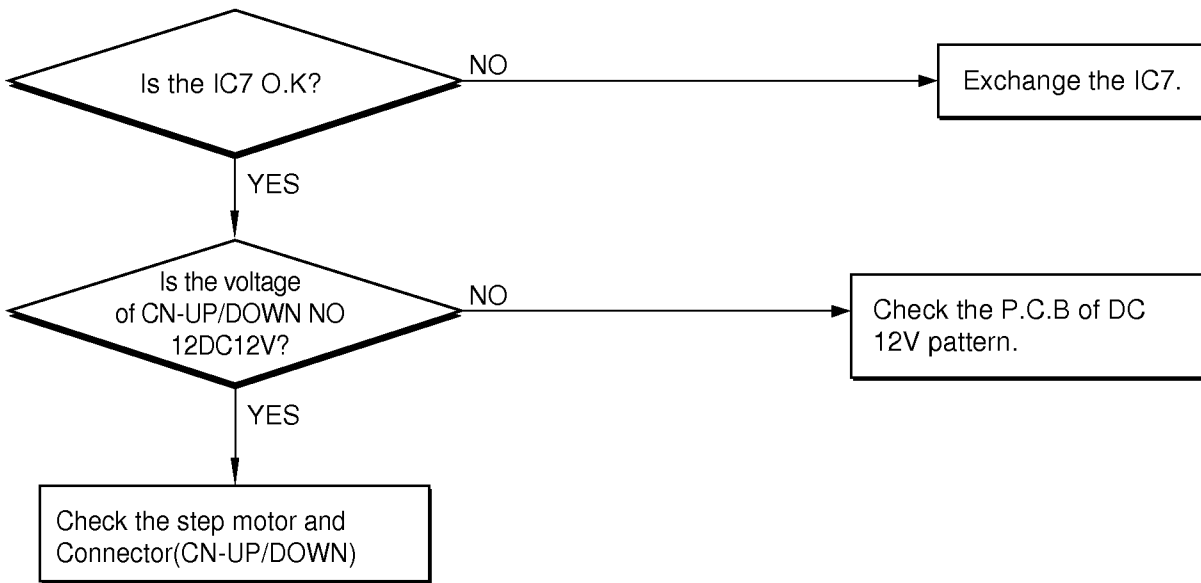 Is the IC7 O.K?
NO
Exchange the IC7.
YES
Is the voltage
of CN-UP/DOWN NO
12DC12V?
NO
Check the P.C.B of DC
12V pattern.
YES
Check the step motor and
Connector(CN-UP/DOWN)